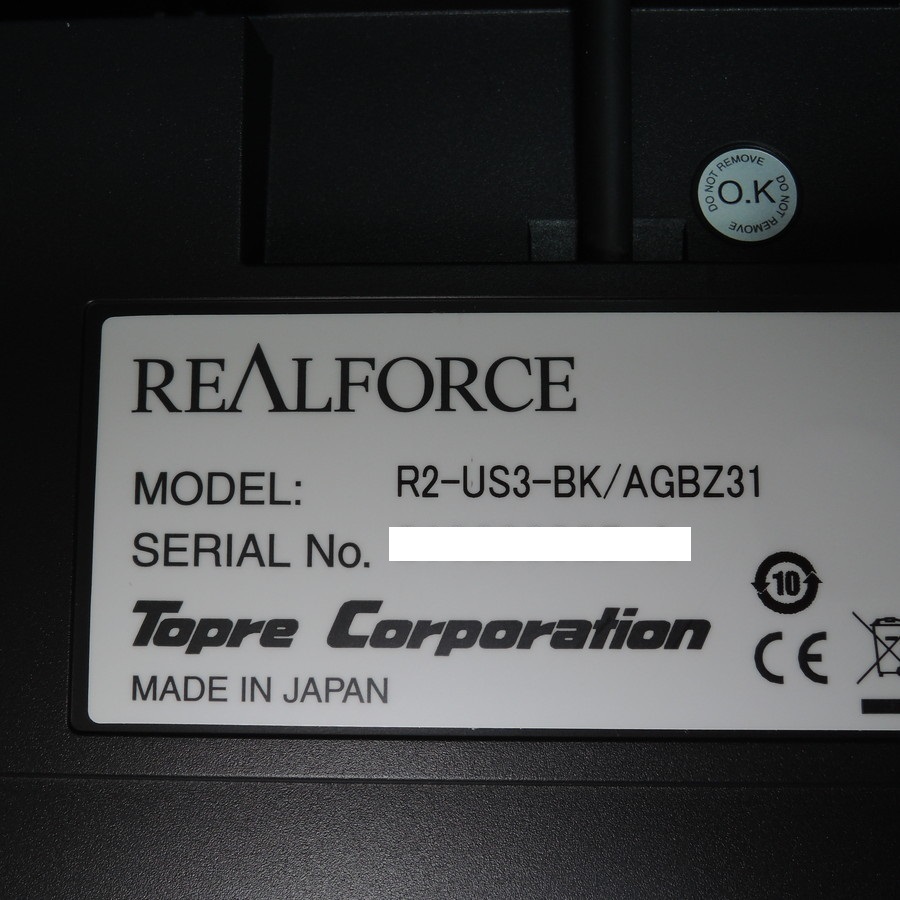 DO NOT REMOVE
O.K
DO NOT REMOVE
REALFORCE
MODEL: R2-US3-BK/AGBZ31
SERIAL No.
10
Topre Corporation
CE
MADE IN JAPAN